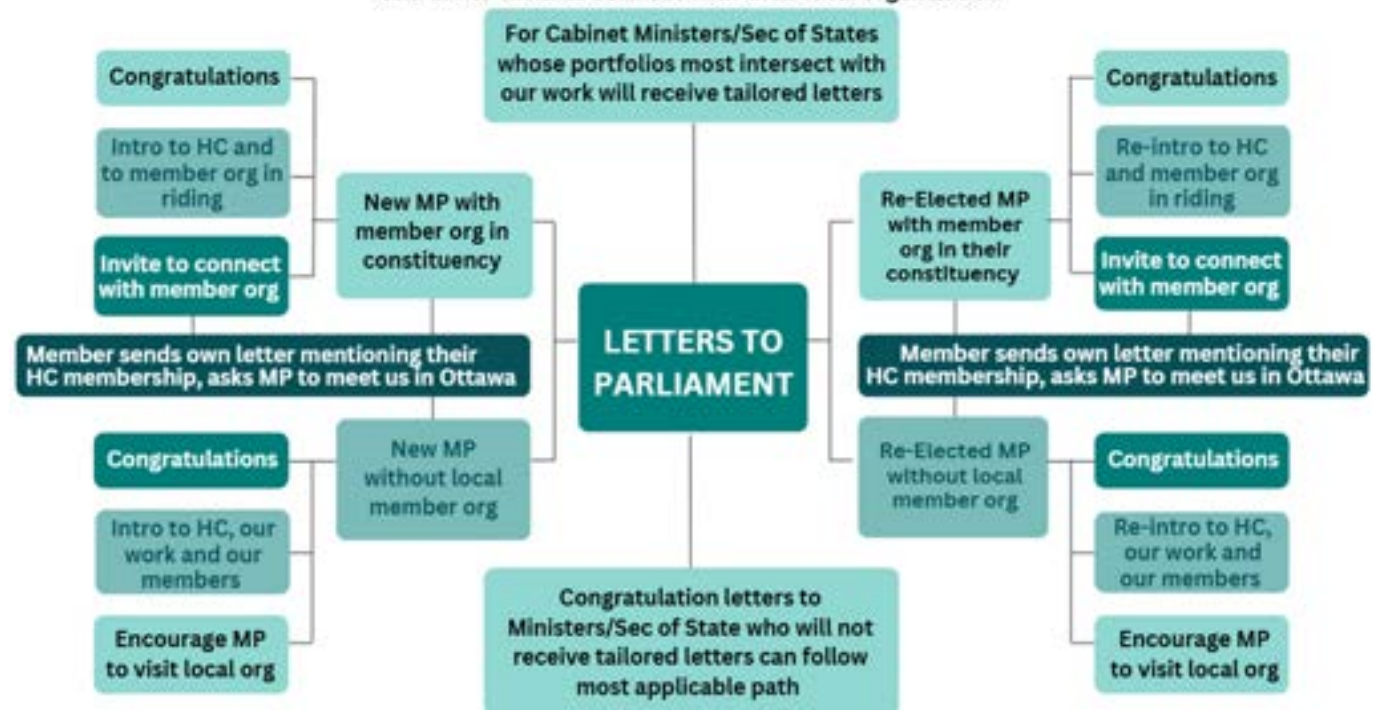 For Cabinet Ministers/Sec of States
whose portfolios most intersect with
our work will receive tailored letters
Congratulations
Intro to HC and
to member org in
riding
Invite to connect
with member org
New MP with
member org in
constituency
Member sends own letter mentioning their
HC membership, asks MP to meet us in Ottawa
Congratulations
Intro to HC, our
work and our
members
Encourage MP
to visit local org
New MP
without local
member org
LETTERS TO
PARLIAMENT
Re-Elected MP
with member
org in their
constituency
Congratulations
Re-intro to HC
and member org
in riding
Invite to connect
with member org
Member sends own letter mentioning their
HC membership, asks MP to meet us in Ottawa
Re-Elected MP
without local
member org
Congratulations
Re-intro to HC,
our work and
our members
Encourage MP
to visit local org
Congratulation letters to
Ministers/Sec of State who will not
receive tailored letters can follow
most applicable path